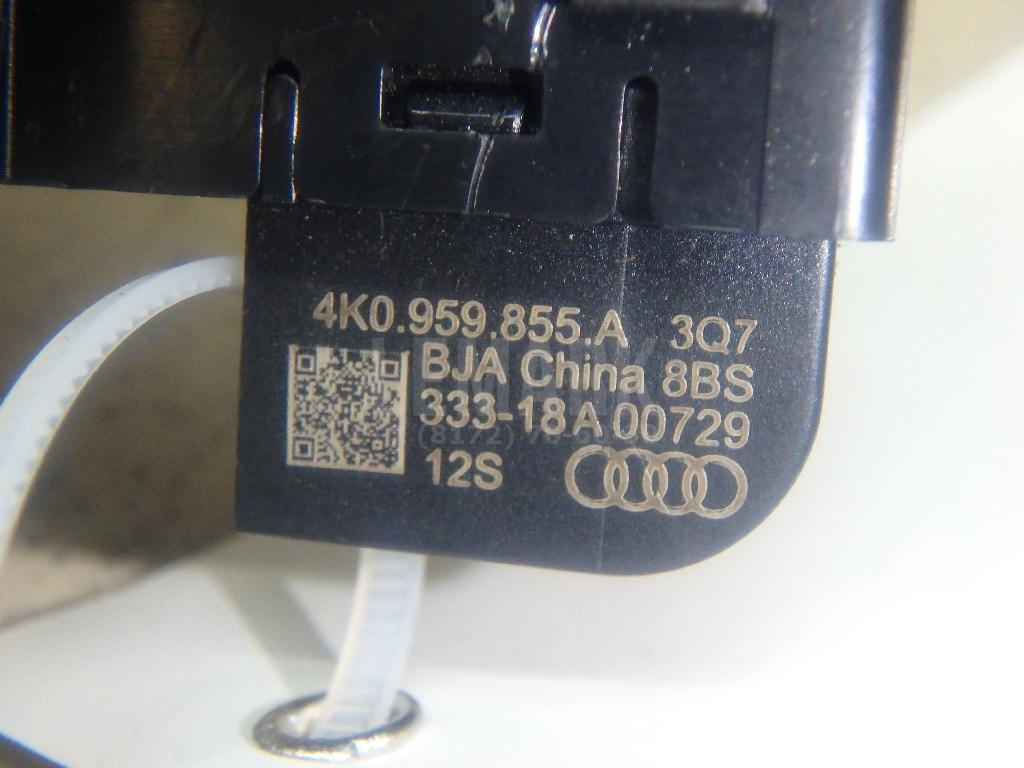 4K0.959.855.A 3Q7
BJA China 8BS
333-18A 00729
12S